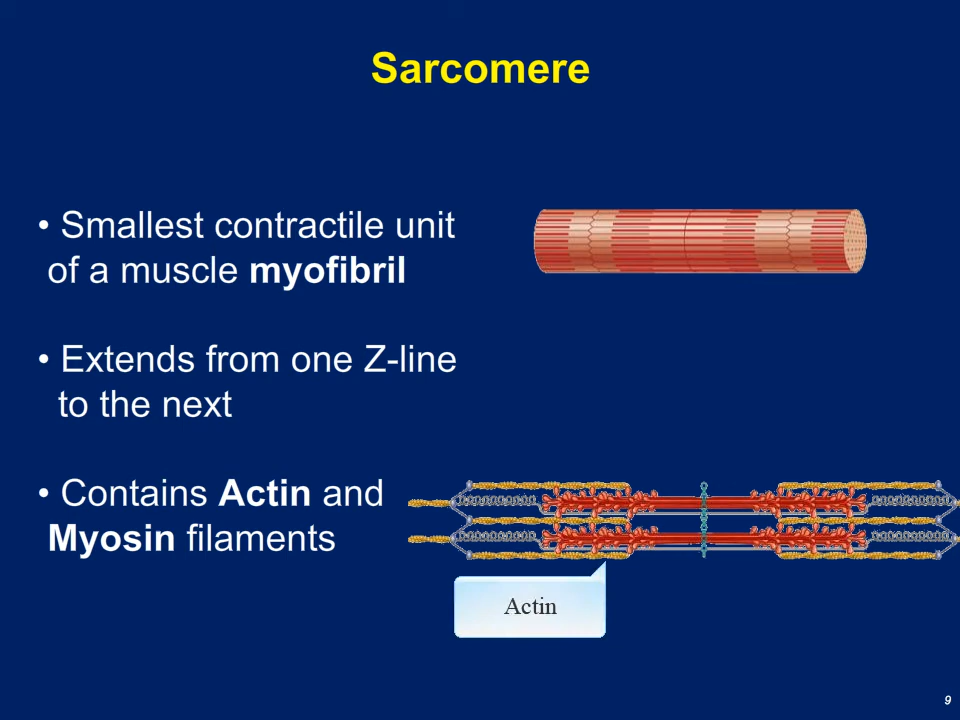 Sarcomere
• Smallest contractile unit
of a muscle myofibril
• Extends from one Z-line
to the next
• Contains Actin and
Myosin filaments
Actin
9